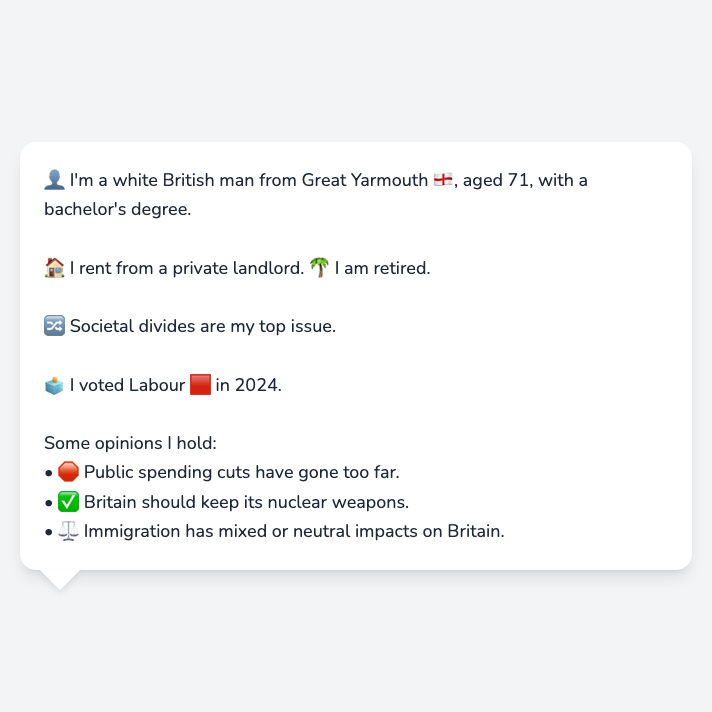 👤 I'm a white British man from Great Yarmouth 🏴󠁧󠁢󠁥󠁮󠁧󠁿, aged 71, with a
bachelor's degree.
🏠 I rent from a private landlord. 🌴 I am retired.
🔀 Societal divides are my top issue.
🗳️ I voted Labour 🟥 in 2024.
Some opinions I hold:
• 🛑 Public spending cuts have gone too far.
• ✅ Britain should keep its nuclear weapons.
• ⚖️ Immigration has mixed or neutral impacts on Britain.